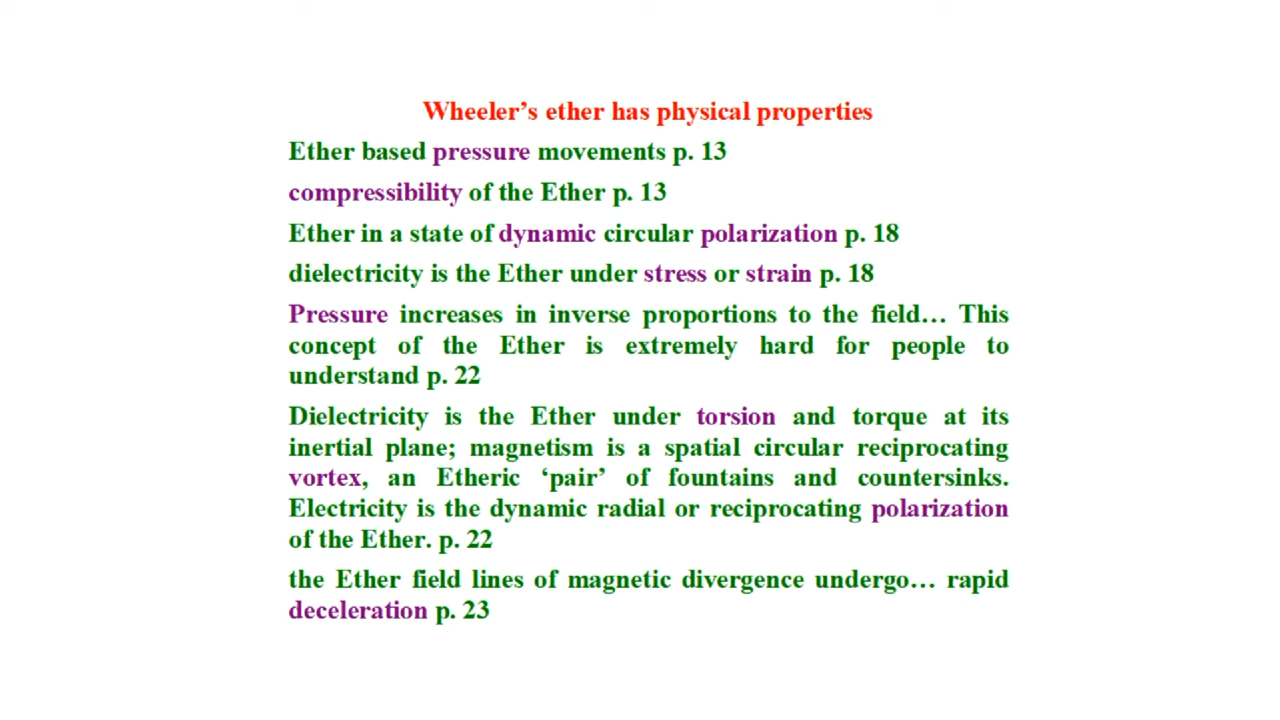 Wheeler’s ether has physical properties
Ether based pressure movements p. 13
compressibility of the Ether p. 13
Ether in a state of dynamic circular polarization p. 18
dielectricity is the Ether under stress or strain p. 18
Pressure increases in inverse proportions to the field… This
concept of the Ether is extremely hard for people to
understand p. 22
Dielectricity is the Ether under torsion and torque at its
inertial plane; magnetism is a spatial circular reciprocating
vortex, an Etheric ‘pair’ of fountains and countersinks.
Electricity is the dynamic radial or reciprocating polarization
of the Ether. p. 22
the Ether field lines of magnetic divergence undergo… rapid
deceleration p. 23